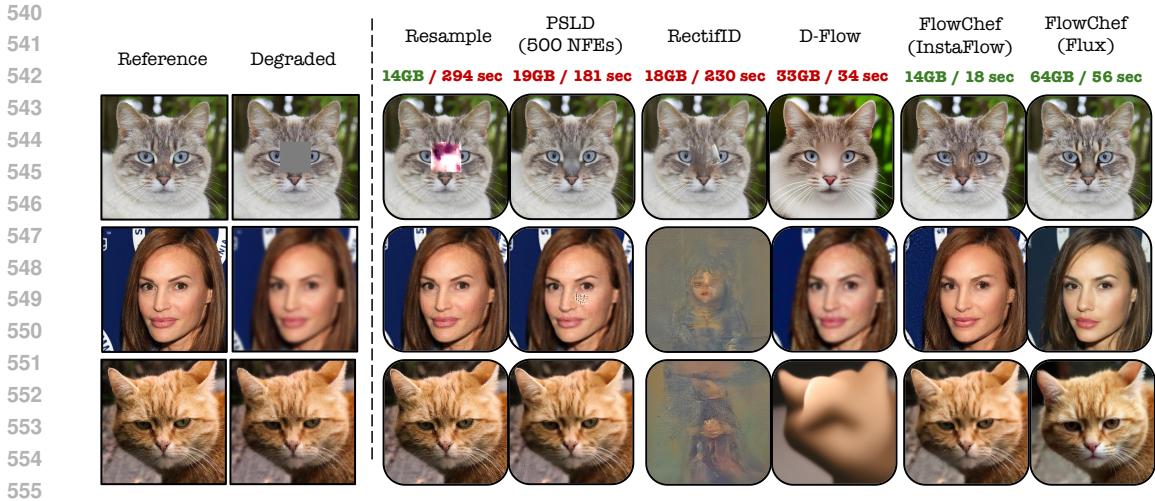 540
541
542
543
544
545
546
547
548
549
550
551
552
553
554
555
Reference
Degraded
Resample
14GB / 294 sec
PSLD
(500 NFEs)
19GB / 181 sec
RectifID
18GB / 230 sec
D-Flow
33GB / 34 sec
FlowChef
(InstaFlow)
14GB / 18 sec
FlowChef
(Flux)
64GB / 56 sec